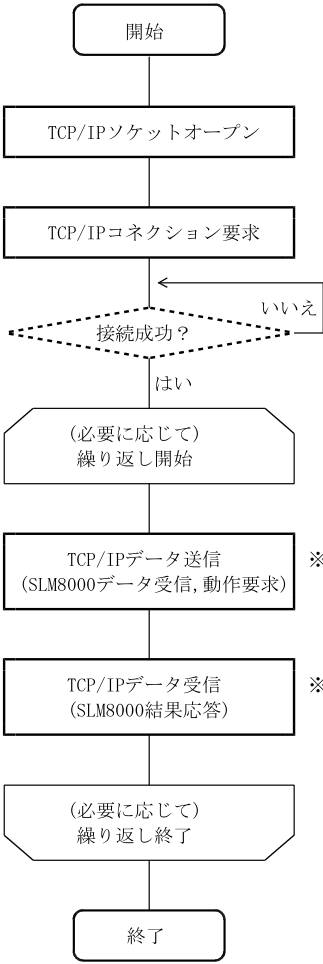 開始
TCP/IPソケットオープン
TCP/IPコネクション要求
いいえ
接続成功?
はい
(必要に応じて)
繰り返し開始
TCP/IPデータ送信
(SLM8000データ受信,動作要求)
※
TCP/IPデータ受信
(SLM8000結果応答)
※
(必要に応じて)
繰り返し終了
終了